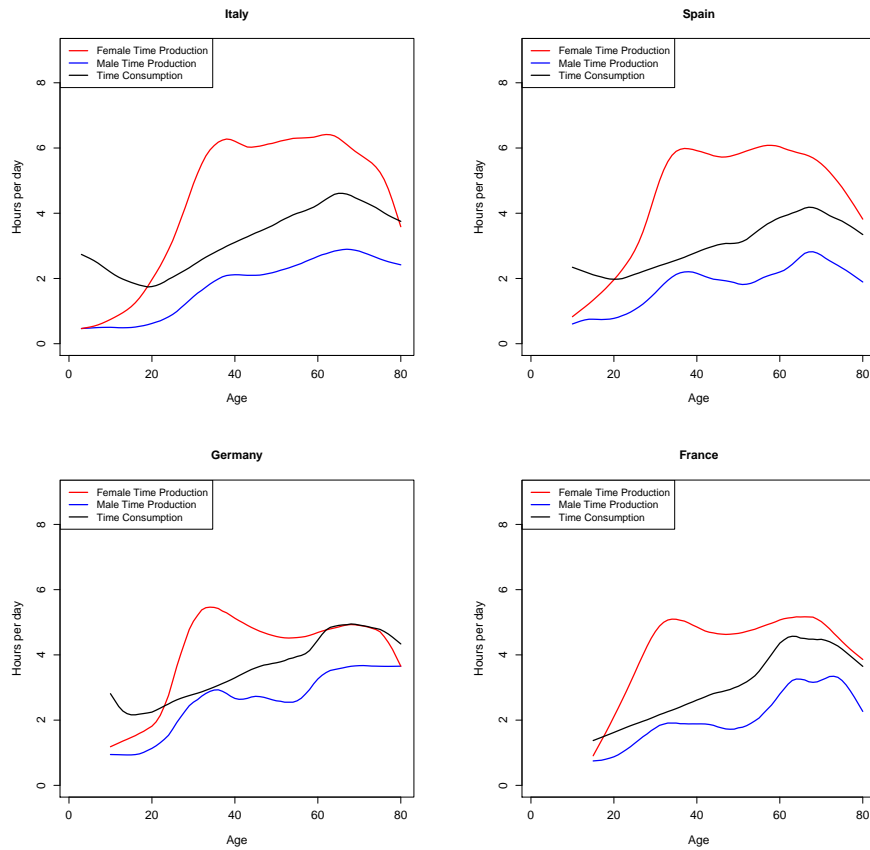 Italy
Female Time Production
Male Time Production
Time Consumption
Hours per day
0 2 4 6 8
0 20 40 60 80
Age
Spain
Female Time Production
Male Time Production
Time Consumption
Hours per day
0 2 4 6 8
0 20 40 60 80
Age
Germany
Female Time Production
Male Time Production
Time Consumption
Hours per day
0 2 4 6 8
0 20 40 60 80
Age
France
Female Time Production
Male Time Production
Time Consumption
Hours per day
0 2 4 6 8
0 20 40 60 80
Age